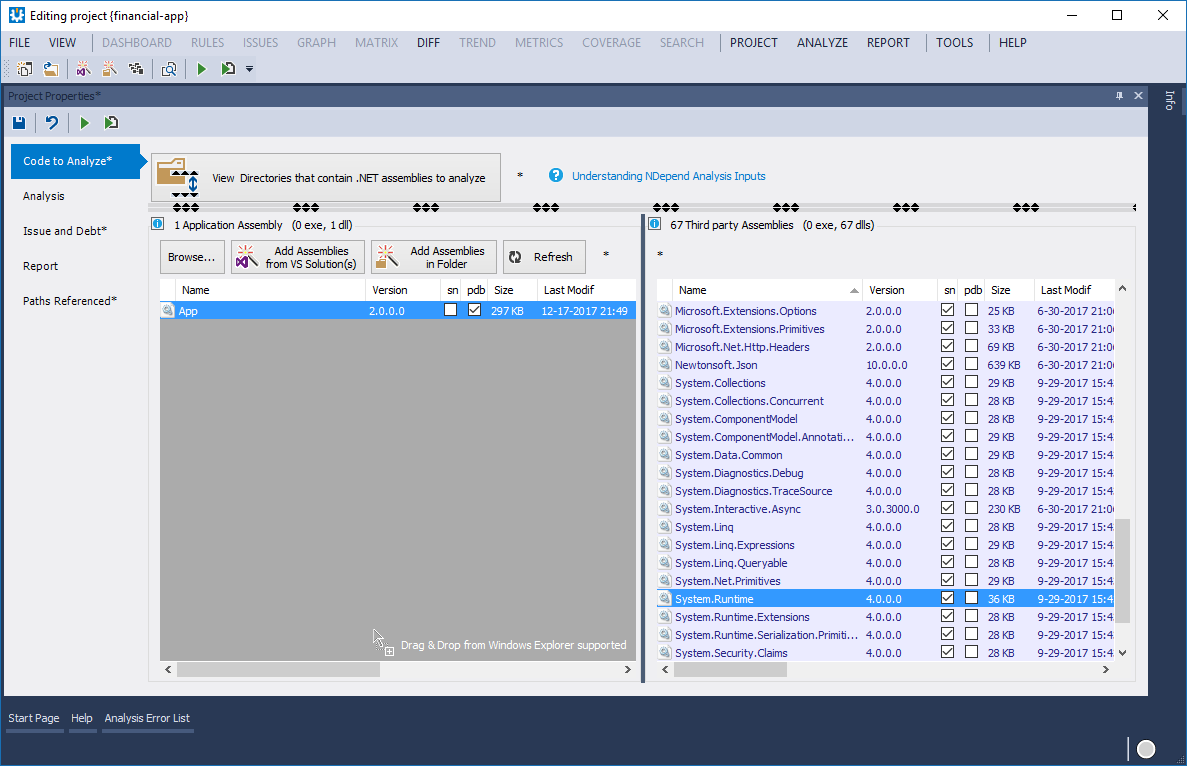 Editing project {financial-app}
FILE VIEW DASHBOARD RULES ISSUES GRAPH MATRIX DIFF TREND METRICS COVERAGE SEARCH PROJECT ANALYZE REPORT TOOLS HELP
Project Properties*
Info
Code to Analyze*
Analysis
Issue and Debt*
Report
Paths Referenced*
View Directories that contain .NET assemblies to analyze * Understanding NDepend Analysis Inputs
1 Application Assembly (0 exe, 1 dll)
Browse... Add Assemblies from VS Solution(s) Add Assemblies in Folder Refresh *
Name Version sn pdb Size Last Modif
App 2.0.0.0 297 KB 12-17-2017 21:49
Drag & Drop from Windows Explorer supported
67 Third party Assemblies (0 exe, 67 dlls)
*
Name Version sn pdb Size Last Modif
Microsoft.Extensions.Options 2.0.0.0 25 KB 6-30-2017 21:0
Microsoft.Extensions.Primitives 2.0.0.0 33 KB 6-30-2017 21:0
Microsoft.Net.Http.Headers 2.0.0.0 69 KB 6-30-2017 21:0
Newtonsoft.Json 10.0.0.0 639 KB 6-30-2017 21:0
System.Collections 4.0.0.0 29 KB 9-29-2017 15:4
System.Collections.Concurrent 4.0.0.0 28 KB 9-29-2017 15:4
System.ComponentModel 4.0.0.0 28 KB 9-29-2017 15:4
System.ComponentModel.Annotati... 4.0.0.0 29 KB 9-29-2017 15:4
System.Data.Common 4.0.0.0 29 KB 9-29-2017 15:4
System.Diagnostics.Debug 4.0.0.0 28 KB 9-29-2017 15:4
System.Diagnostics.TraceSource 4.0.0.0 28 KB 9-29-2017 15:4
System.Interactive.Async 3.0.3000.0 230 KB 6-30-2017 21:0
System.Linq 4.0.0.0 28 KB 9-29-2017 15:4
System.Linq.Expressions 4.0.0.0 29 KB 9-29-2017 15:4
System.Linq.Queryable 4.0.0.0 28 KB 9-29-2017 15:4
System.Net.Primitives 4.0.0.0 29 KB 9-29-2017 15:4
System.Runtime 4.0.0.0 36 KB 9-29-2017 15:4
System.Runtime.Extensions 4.0.0.0 28 KB 9-29-2017 15:4
System.Runtime.Serialization.Primiti... 4.0.0.0 28 KB 9-29-2017 15:4
System.Security.Claims 4.0.0.0 28 KB 9-29-2017 15:4
Start Page Help Analysis Error List